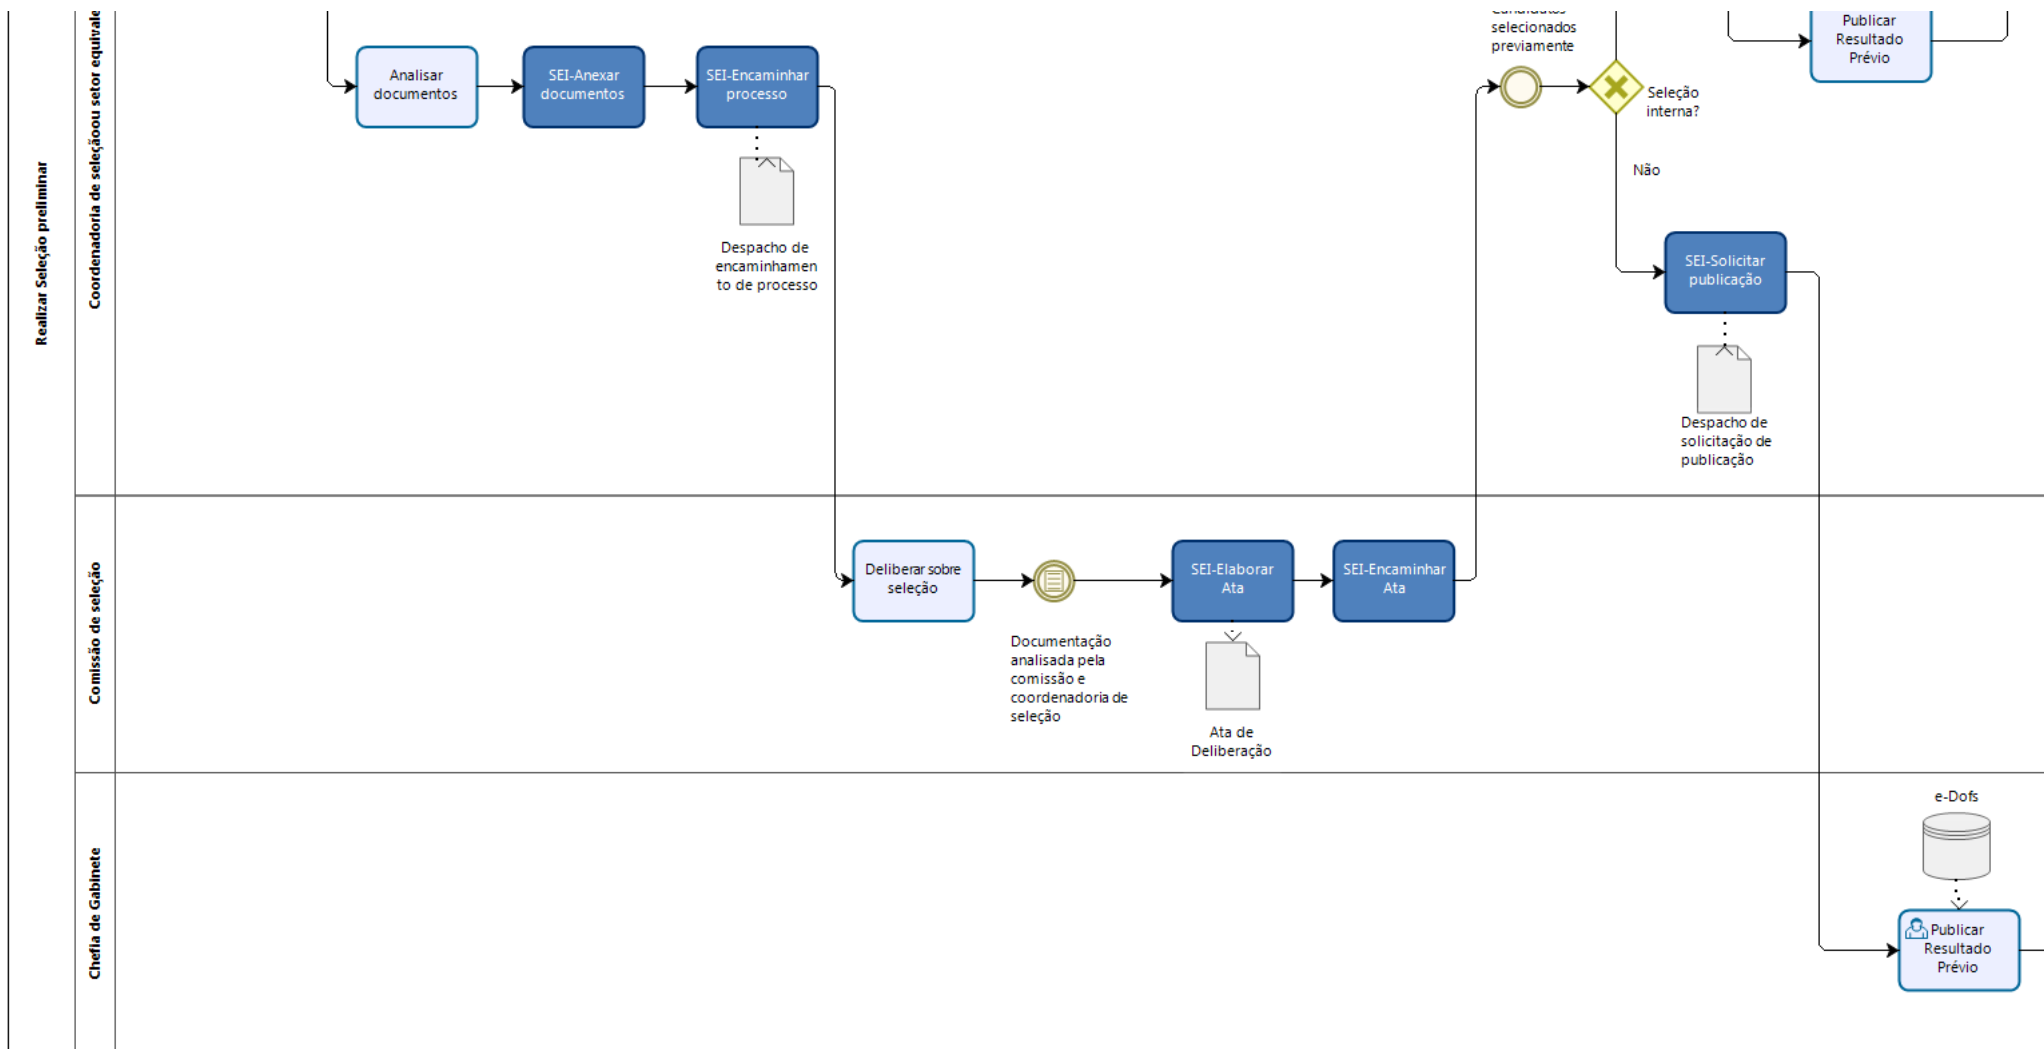 Realizar Seleção preliminar
Coordenadoria de seleçãoou setor equivale
Analisar
documentos
SEI-Anexar
documentos
SEI-Encaminhar
processo
Despacho de
encaminhamen
to de processo
Candidatos
selecionados
previamente
Seleção
interna?
Não
Publicar
Resultado
Prévio
SEI-Solicitar
publicação
Despacho de
solicitação de
publicação
Comissão de seleção
Deliberar sobre
seleção
Documentação
analisada pela
comissão e
coordenadoria de
seleção
SEI-Elaborar
Ata
SEI-Encaminhar
Ata
Ata de
Deliberação
Chefia de Gabinete
e-Dofs
Publicar
Resultado
Prévio